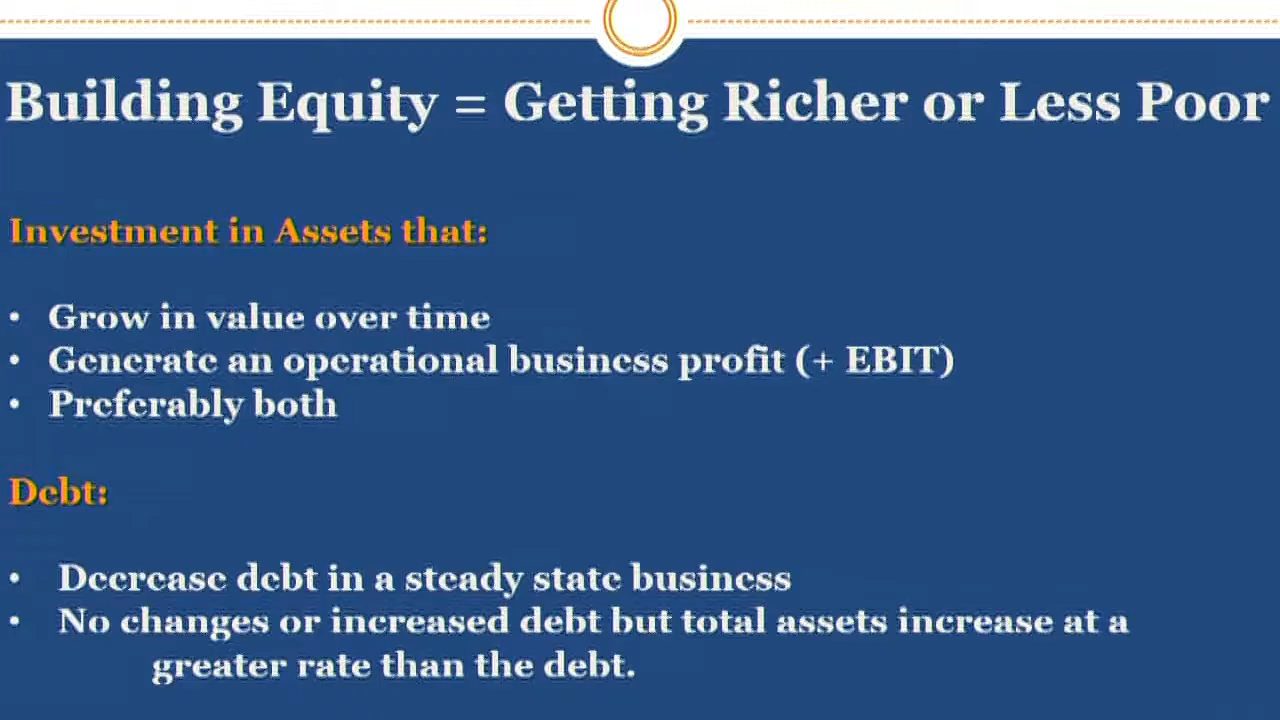 Building Equity = Getting Richer or Less Poor
Investment in Assets that:
• Grow in value over time
• Generate an operational business profit (+ EBIT)
• Preferably both
Debt:
• Decrease debt in a steady state business
• No changes or increased debt but total assets increase at a
greater rate than the debt.